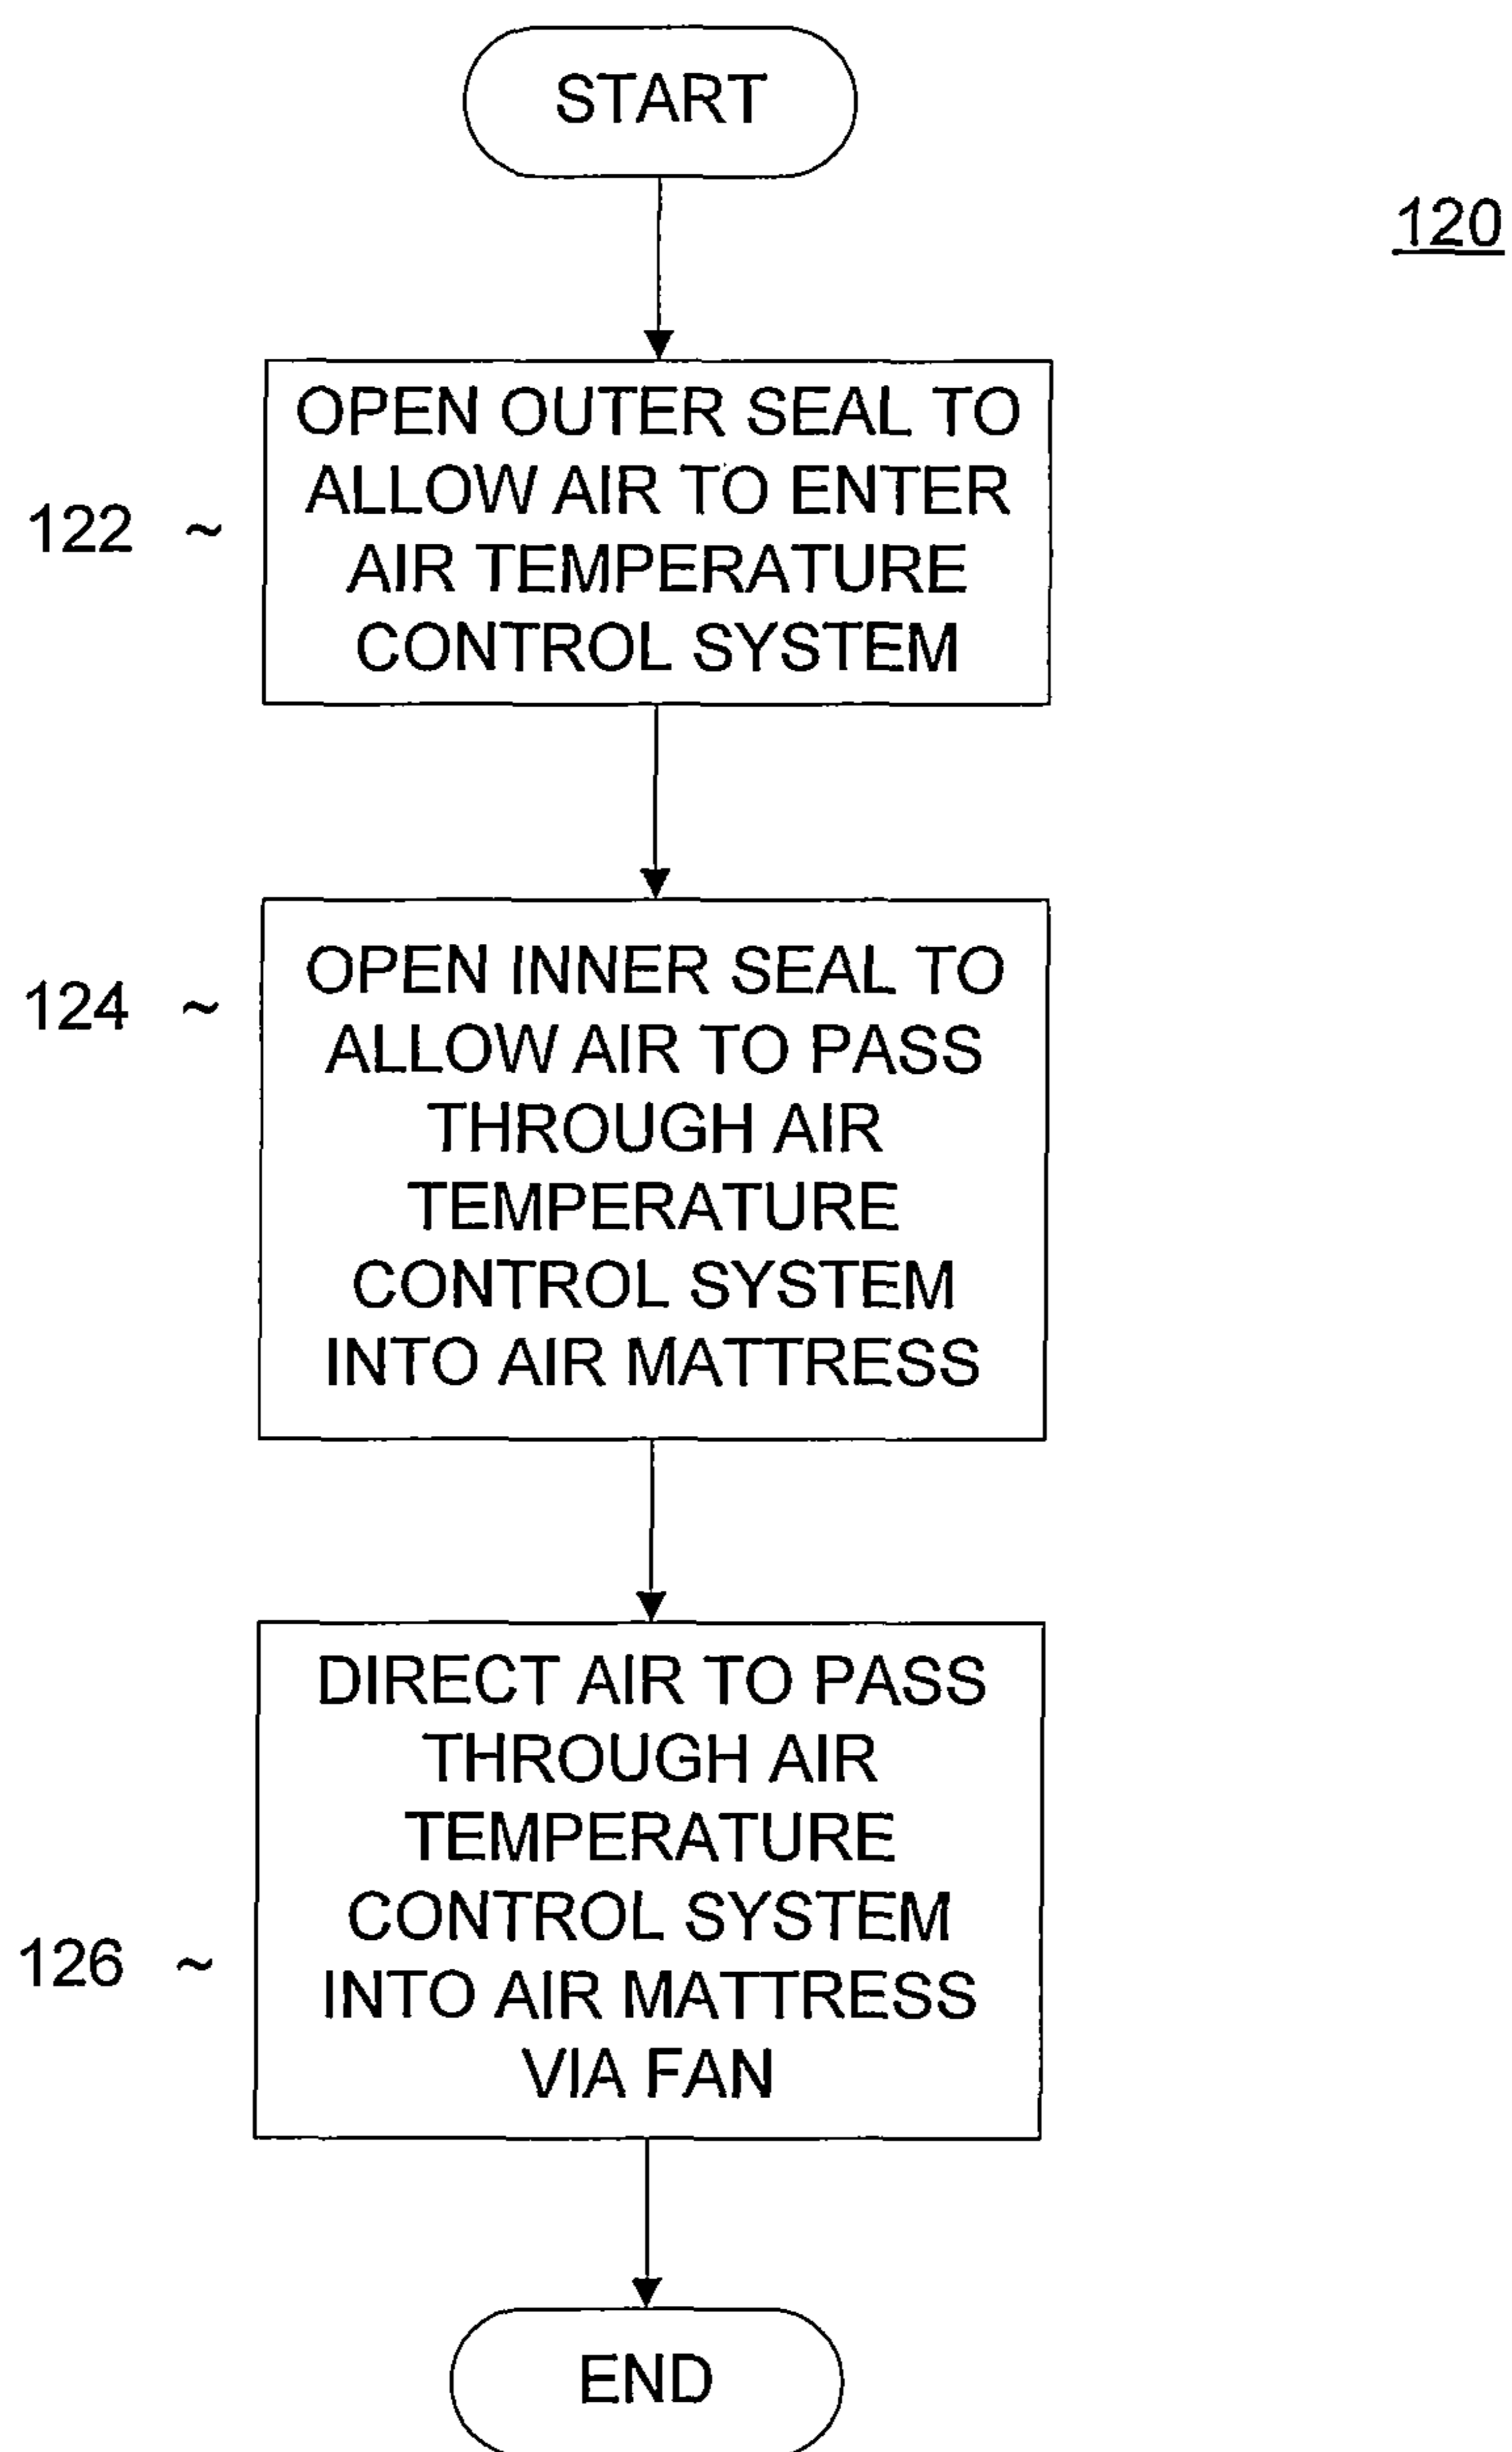 START
120
OPEN OUTER SEAL TO
ALLOW AIR TO ENTER
AIR TEMPERATURE
CONTROL SYSTEM
122 ~
OPEN INNER SEAL TO
ALLOW AIR TO PASS
THROUGH AIR
TEMPERATURE
CONTROL SYSTEM
INTO AIR MATTRESS
124 ~
DIRECT AIR TO PASS
THROUGH AIR
TEMPERATURE
CONTROL SYSTEM
INTO AIR MATTRESS
VIA FAN
126 ~
END